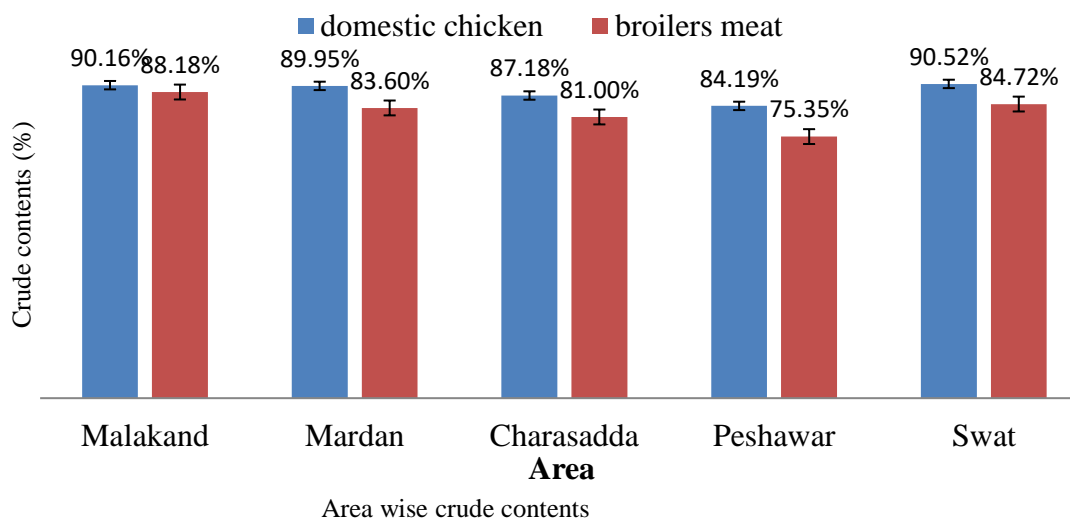 domestic chicken broilers meat
90.16% 88.18% 89.95% 83.60% 87.18% 81.00% 84.19% 75.35% 90.52% 84.72%
Crude contents (%)
Malakand Mardan Charasadda Peshawar Swat
Area
Area wise crude contents